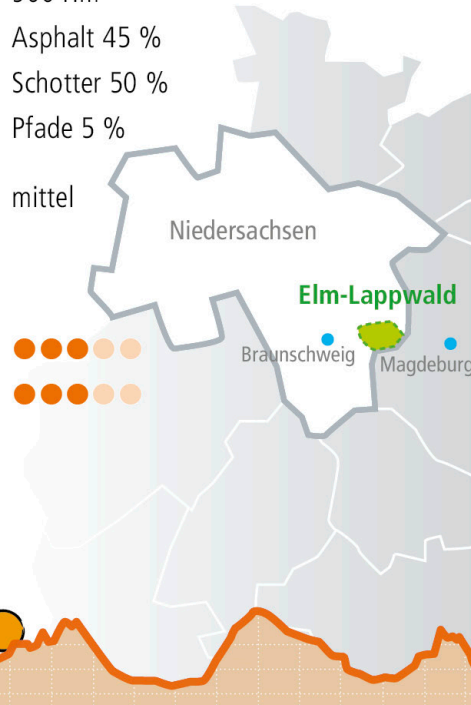 Asphalt 45 %
Schotter 50 %
Pfade 5 %
mittel
Niedersachsen
Elm-Lappwald
Braunschweig
Magdeburg